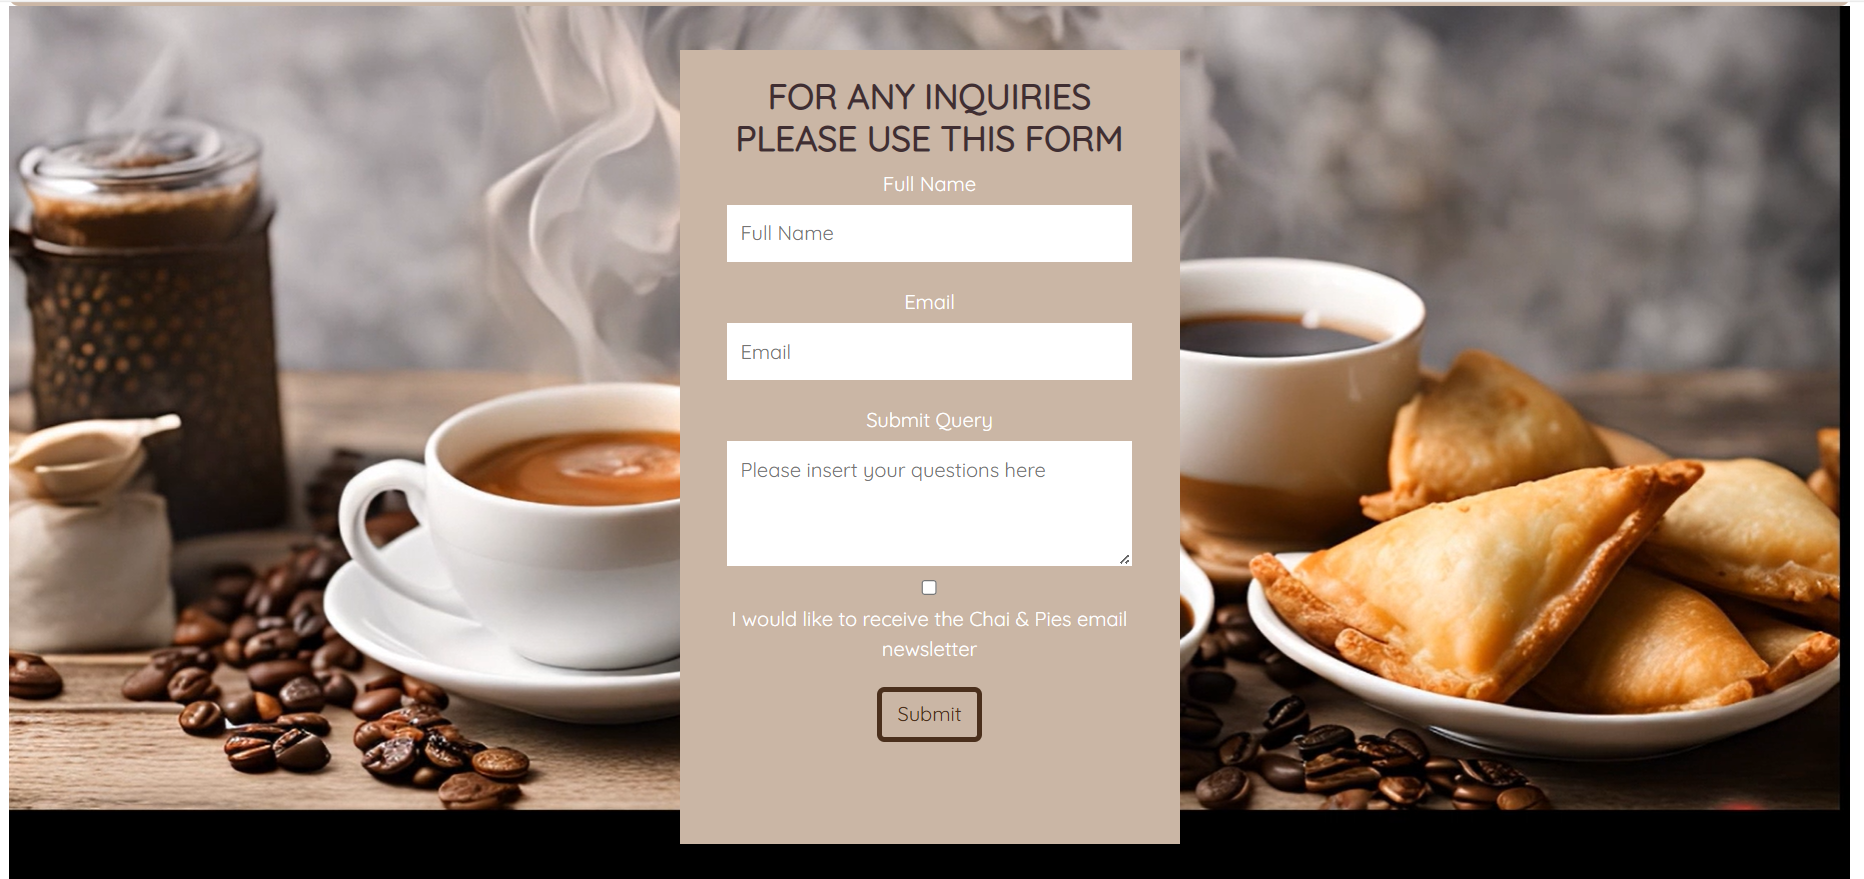 FOR ANY INQUIRIES
PLEASE USE THIS FORM
Full Name
Full Name
Email
Email
Submit Query
Please insert your questions here
I would like to receive the Chai & Pies email
newsletter
Submit